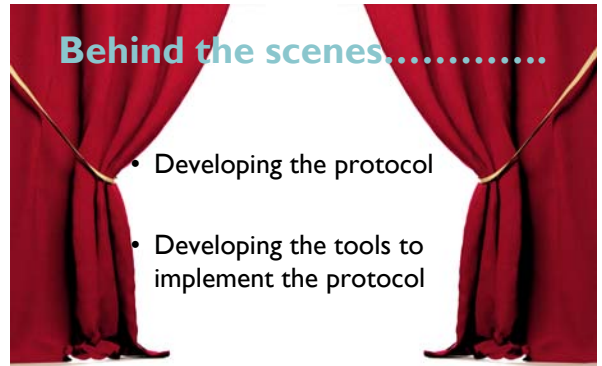 Behind the scenes.............
• Developing the protocol
• Developing the tools to
implement the protocol